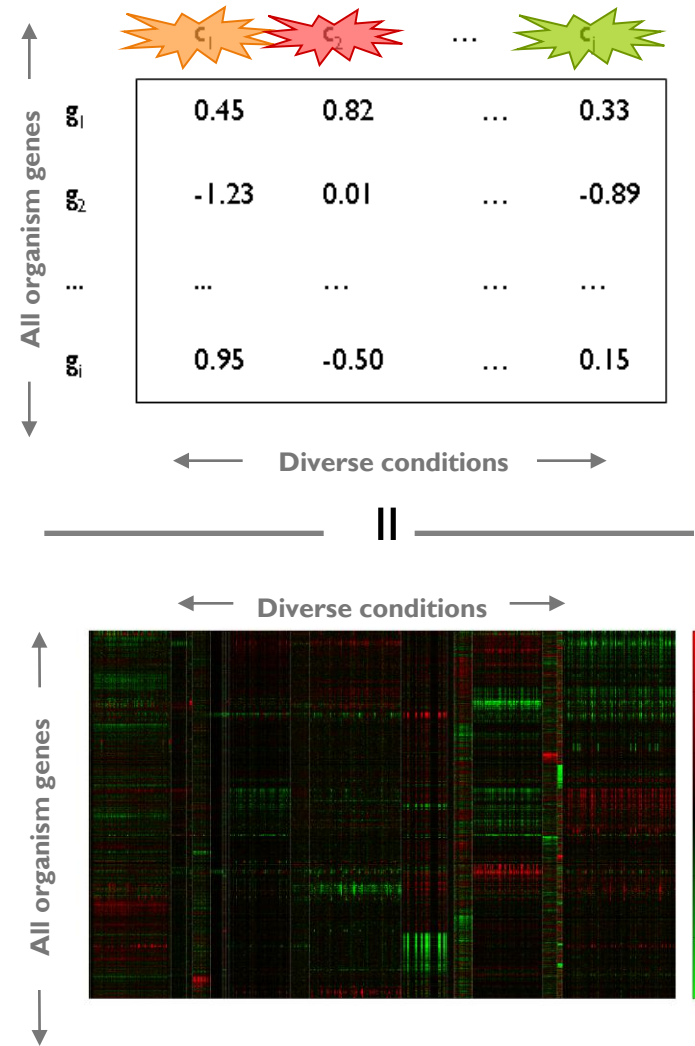 c₁ c₂ … cᵢ
g₁ 0.45 0.82 … 0.33
g₂ -1.23 0.01 … -0.89
... ... … … …
gᵢ 0.95 -0.50 … 0.15
All organism genes
Diverse conditions
=
Diverse conditions
All organism genes